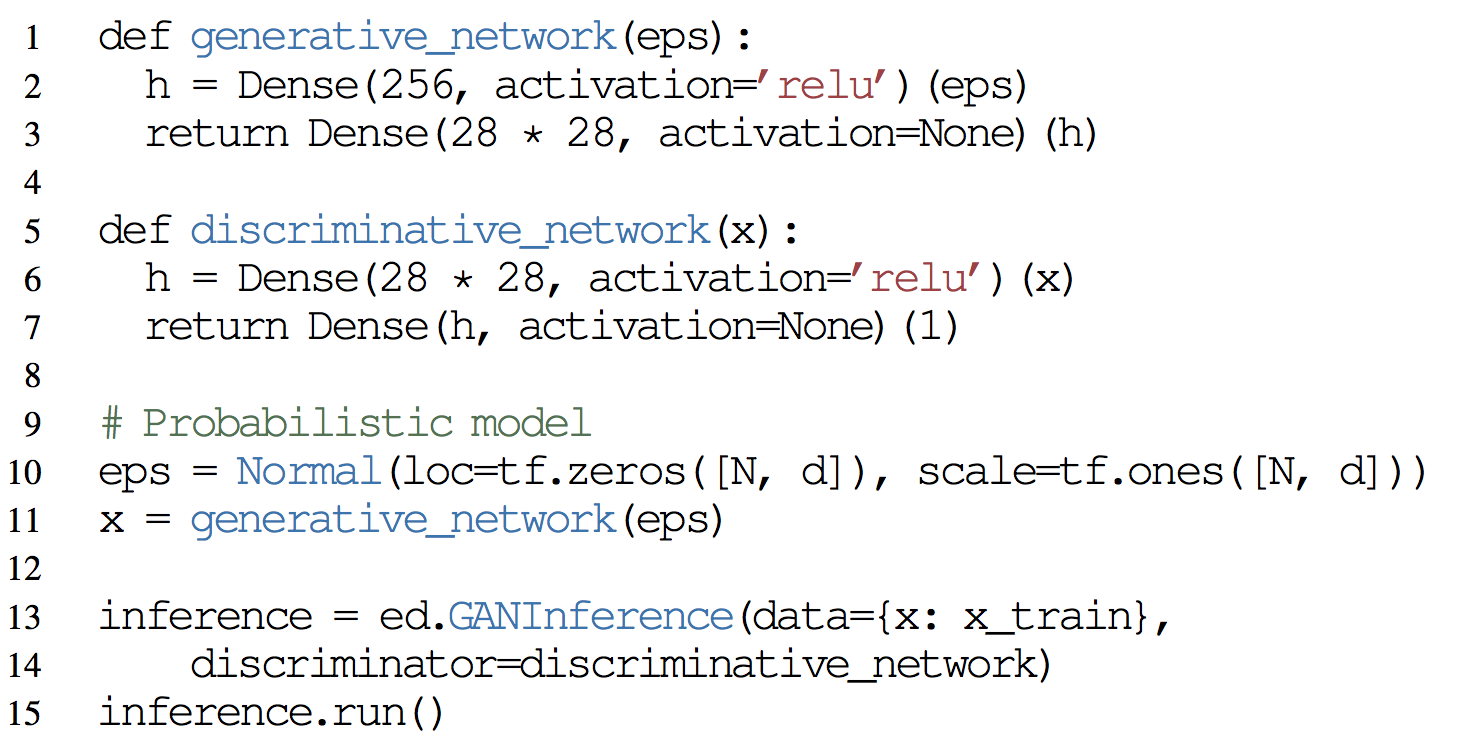 1 def generative_network(eps):
2   h = Dense(256, activation='relu')(eps)
3   return Dense(28 * 28, activation=None)(h)
4
5 def discriminative_network(x):
6   h = Dense(28 * 28, activation='relu')(x)
7   return Dense(h, activation=None)(1)
8
9 # Probabilistic model
10 eps = Normal(loc=tf.zeros([N, d]), scale=tf.ones([N, d]))
11 x = generative_network(eps)
12
13 inference = ed.GANInference(data={x: x_train},
14     discriminator=discriminative_network)
15 inference.run()